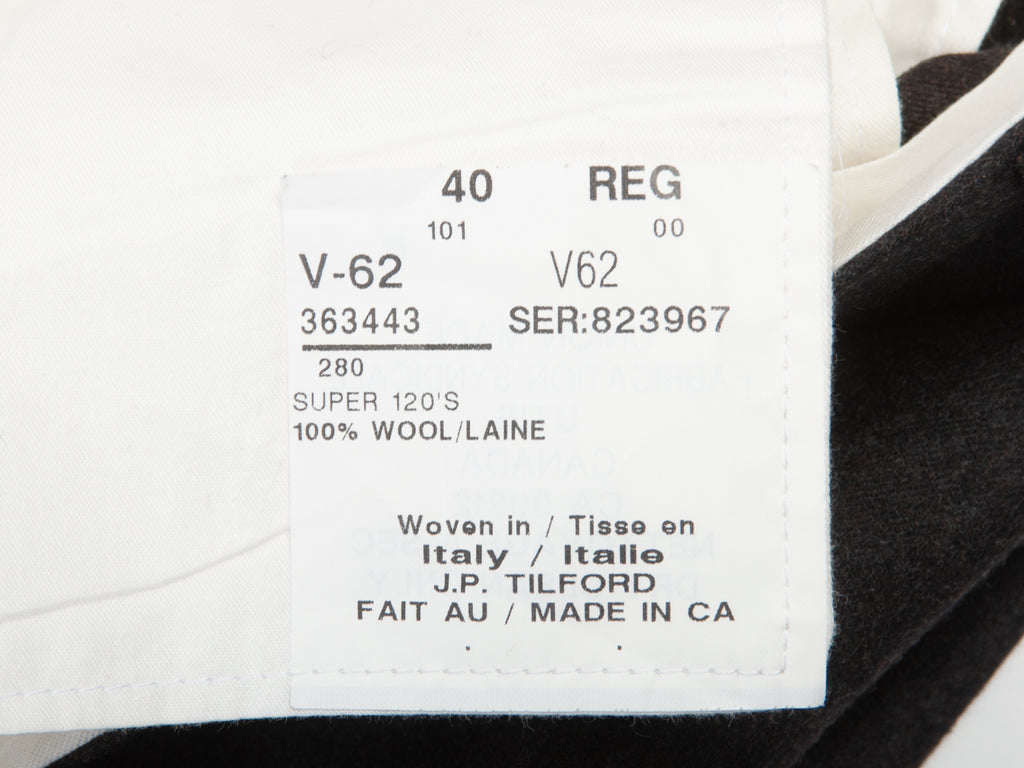 40 REG
101 00
V-62 V62
363443 SER:823967
280
SUPER 120'S
100% WOOL/LAINE
Woven in / Tisse en
Italy / Italie
J.P. TILFORD
FAIT AU / MADE IN CA